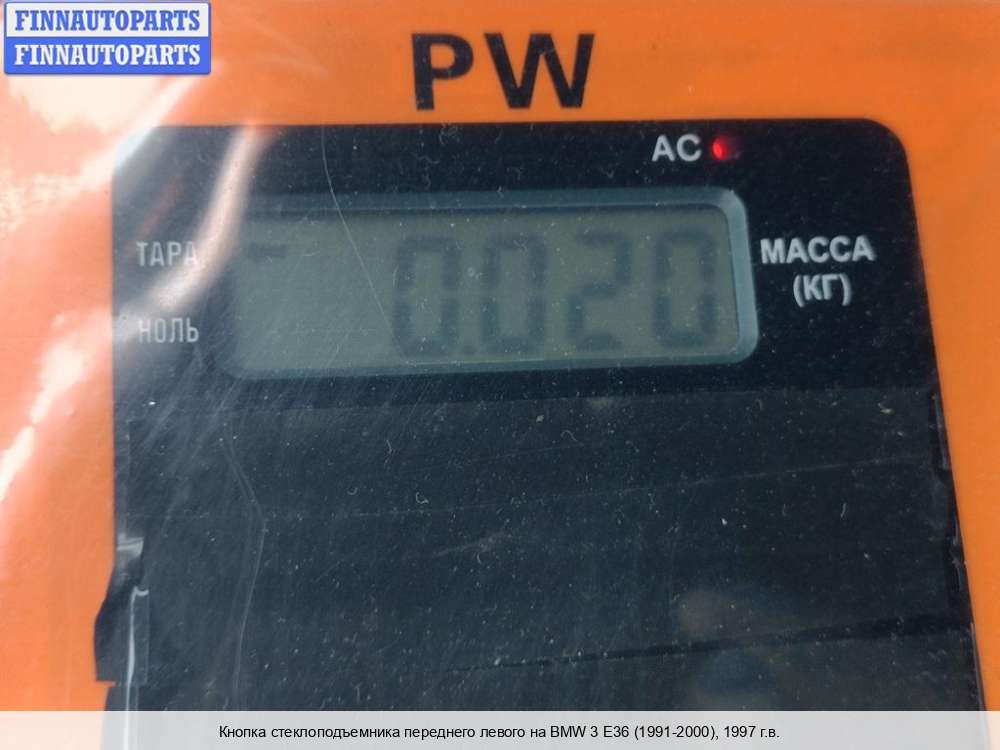 FINNAUTOPARTS
FINNAUTOPARTS
PW
AC
ТАРА
0.020
МАССА
(КГ)
НОЛЬ
Кнопка стеклоподъемника переднего левого на BMW 3 E36 (1991-2000), 1997 г.в.